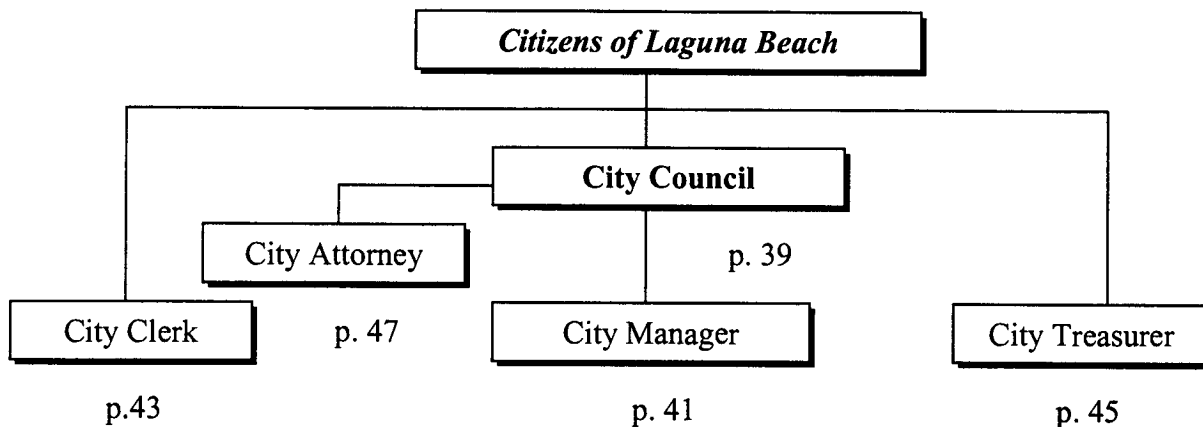 Citizens of Laguna Beach
City Council
City Attorney
p. 39
City Clerk
p. 47
City Manager
City Treasurer
p.43
p. 41
p. 45